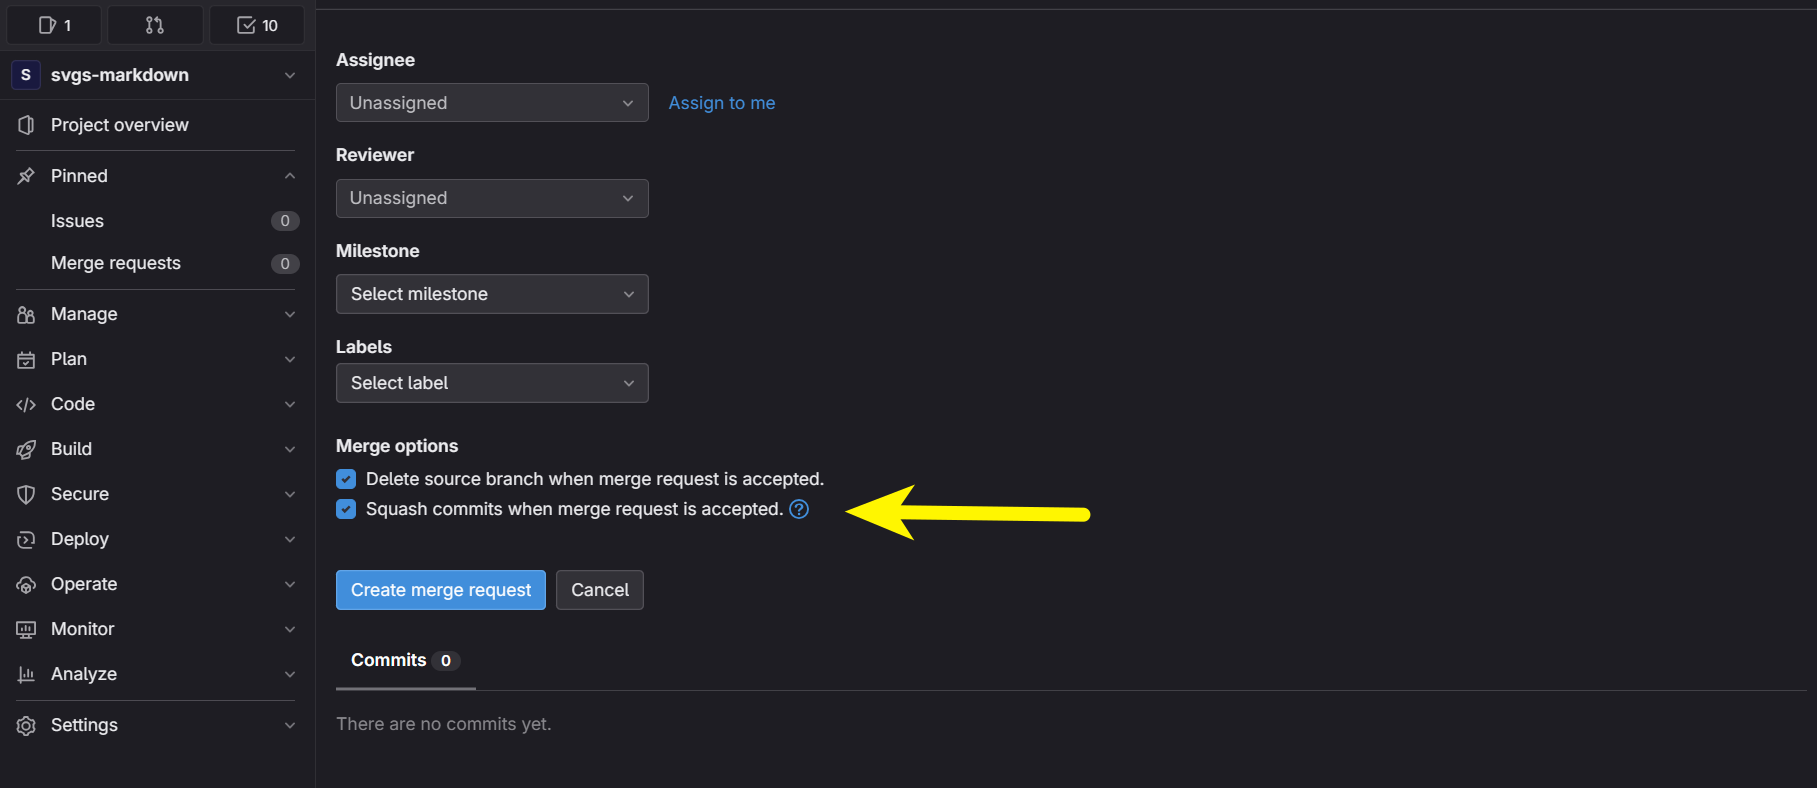 1
10
S svgs-markdown
Project overview
Pinned
Issues 0
Merge requests 0
Manage
Plan
Code
Build
Secure
Deploy
Operate
Monitor
Analyze
Settings
Assignee
Unassigned Assign to me
Reviewer
Unassigned
Milestone
Select milestone
Labels
Select label
Merge options
Delete source branch when merge request is accepted.
Squash commits when merge request is accepted. ?
Create merge request Cancel
Commits 0
There are no commits yet.